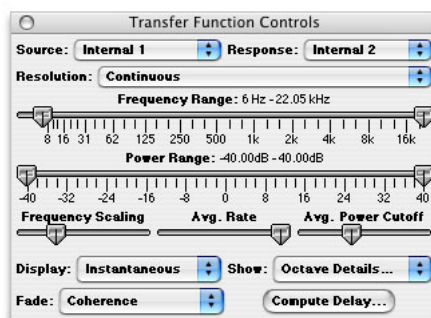 Transfer Function Controls
Source: Internal 1 Response: Internal 2
Resolution: Continuous
Frequency Range: 6 Hz - 22.05 kHz
8 16 31 62 125 250 500 1k 2k 4k 8k 16k
Power Range: -40.00dB - 40.00dB
-40 -32 -24 -16 -8 0 8 16 24 32 40
Frequency Scaling Avg. Rate Avg. Power Cutoff
Display: Instantaneous Show: Octave Details...
Fade: Coherence Compute Delay...